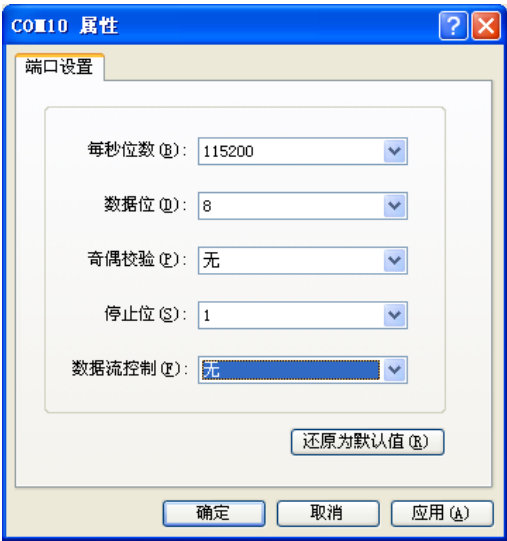 COM10 属性
端口设置
每秒位数(B): 115200
数据位(D): 8
奇偶校验(P): 无
停止位(S): 1
数据流控制(F): 无
还原为默认值(R)
确定 取消 应用(A)